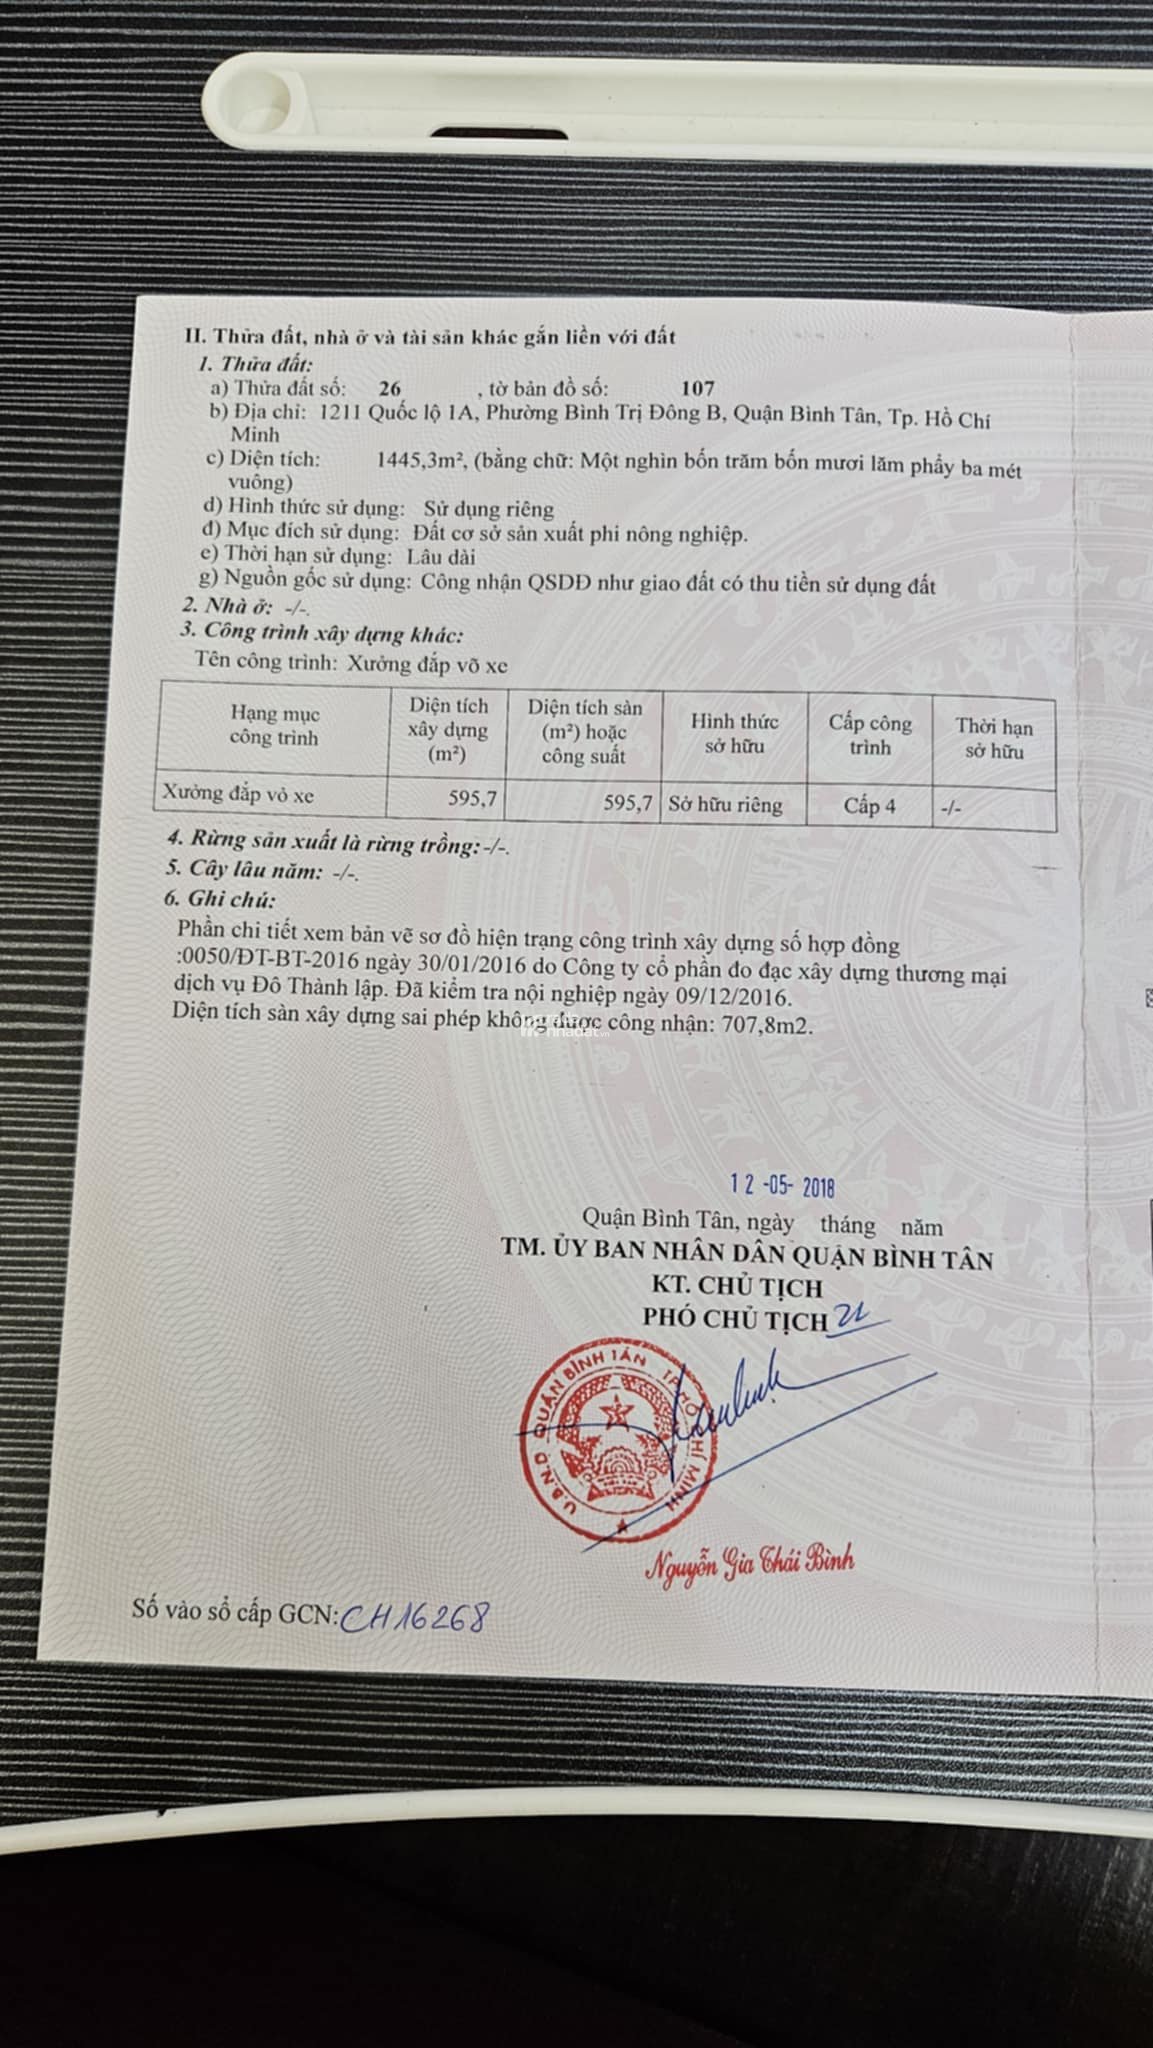 II. Thửa đất, nhà ở và tài sản khác gắn liền với đất
1. Thửa đất:
a) Thửa đất số: 26 , tờ bản đồ số: 107
b) Địa chỉ: 1211 Quốc lộ 1A, Phường Bình Trị Đông B, Quận Bình Tân, Tp. Hồ Chí
Minh
c) Diện tích: 1445,3m², (bằng chữ: Một nghìn bốn trăm bốn mươi lăm phẩy ba mét
vuông)
d) Hình thức sử dụng: Sử dụng riêng
đ) Mục đích sử dụng: Đất cơ sở sản xuất phi nông nghiệp.
e) Thời hạn sử dụng: Lâu dài
g) Nguồn gốc sử dụng: Công nhận QSDĐ như giao đất có thu tiền sử dụng đất
2. Nhà ở: -/-.
3. Công trình xây dựng khác:
Tên công trình: Xưởng đắp võ xe
Hạng mục công trình
Diện tích xây dựng (m²)
Diện tích sàn (m²) hoặc công suất
Hình thức sở hữu
Cấp công trình
Thời hạn sở hữu
Xưởng đắp vỏ xe 595,7 595,7 Sở hữu riêng Cấp 4 -/-
4. Rừng sản xuất là rừng trồng: -/-.
5. Cây lâu năm: -/-.
6. Ghi chú:
Phần chi tiết xem bản vẽ sơ đồ hiện trạng công trình xây dựng số hợp đồng
:0050/ĐT-BT-2016 ngày 30/01/2016 do Công ty cổ phần đo đạc xây dựng thương mại
dịch vụ Đô Thành lập. Đã kiểm tra nội nghiệp ngày 09/12/2016.
Diện tích sàn xây dựng sai phép không được công nhận: 707,8m2.
12-05-2018
Quận Bình Tân, ngày tháng năm
TM. ỦY BAN NHÂN DÂN QUẬN BÌNH TÂN
KT. CHỦ TỊCH
PHÓ CHỦ TỊCH
U.B.N.D QUẬN BÌNH TÂN TP HỒ CHÍ MINH
Nguyễn Gia Thái Bình
Số vào sổ cấp GCN: CH16268